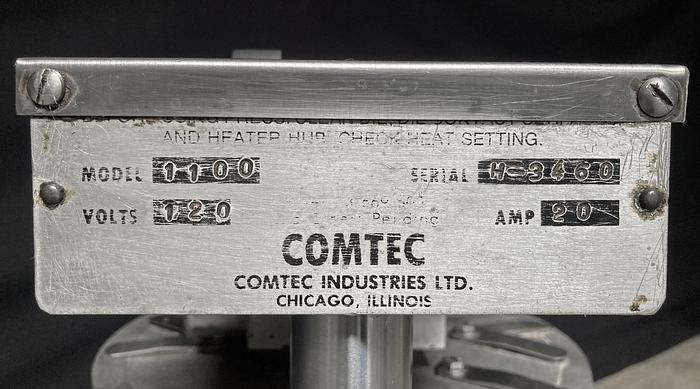 AND HEATER HUB. CHECK HEAT SETTING.
MODEL 1100 SERIAL H-3460
VOLTS 120 Pending AMP 20
COMTEC
COMTEC INDUSTRIES LTD.
CHICAGO, ILLINOIS